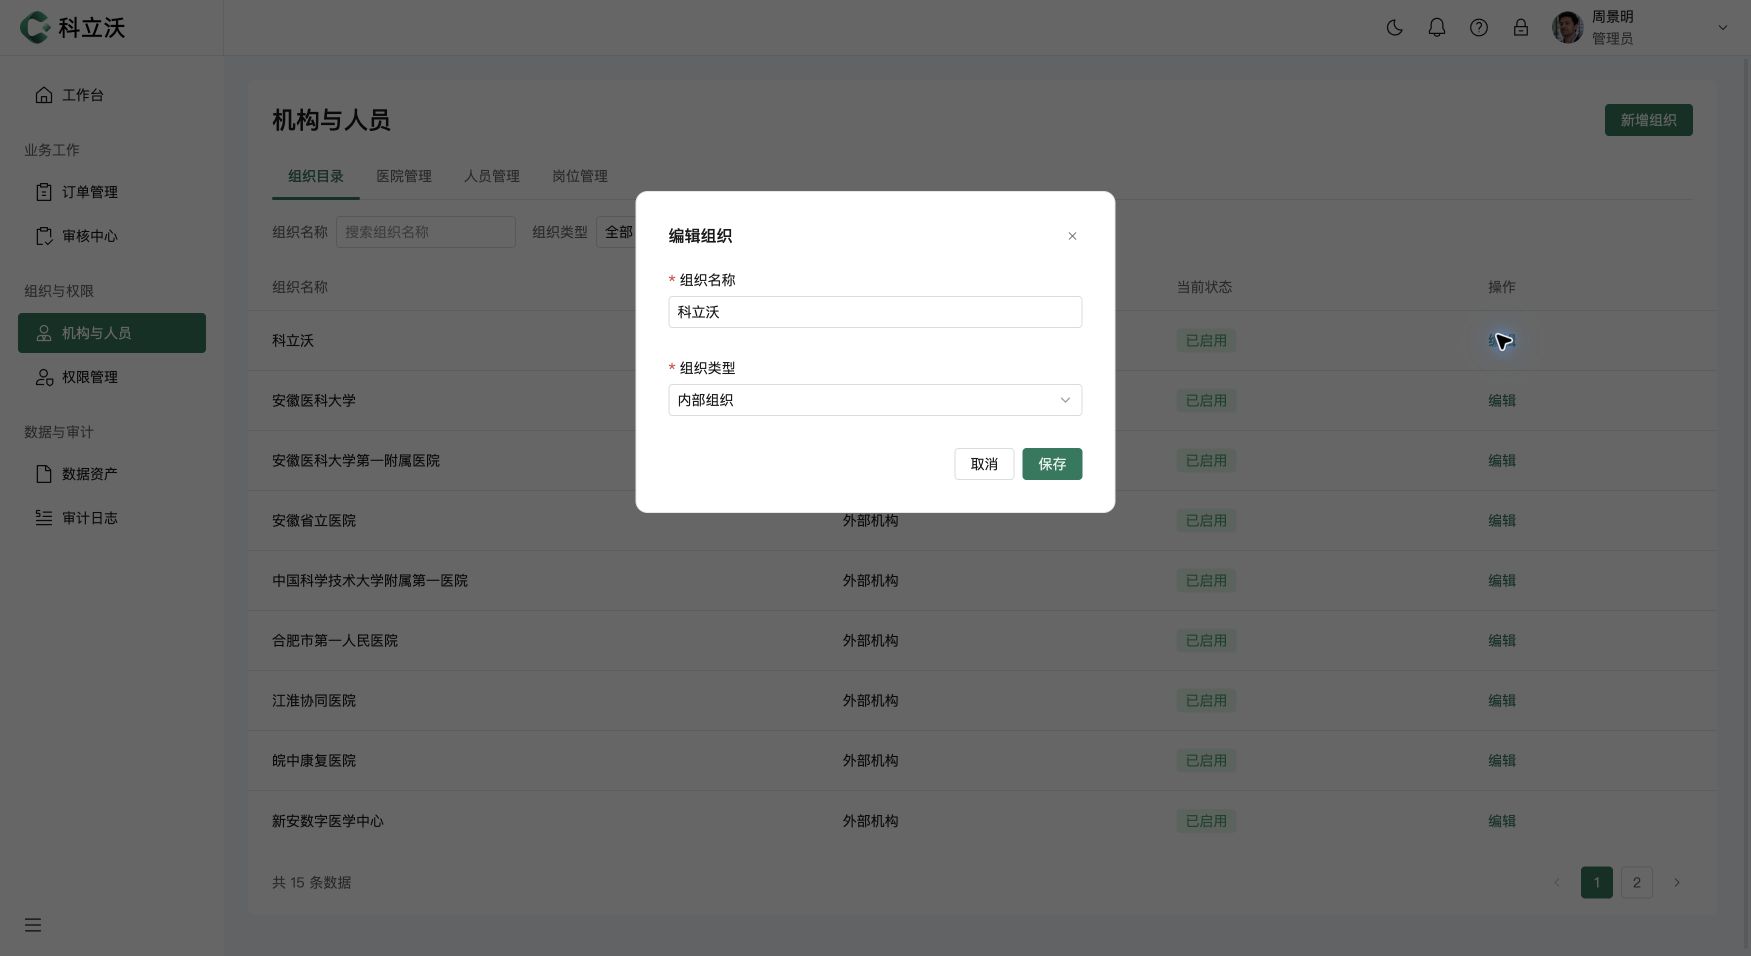 科立沃
周景明
管理员
工作台
业务工作
订单管理
审核中心
组织与权限
机构与人员
权限管理
数据与审计
数据资产
审计日志
机构与人员
新增组织
组织目录 医院管理 人员管理 岗位管理
组织名称 搜索组织名称 组织类型 全部
组织名称 当前状态 操作
科立沃 已启用
安徽医科大学 已启用 编辑
安徽医科大学第一附属医院 已启用 编辑
安徽省立医院 外部机构 已启用 编辑
中国科学技术大学附属第一医院 外部机构 已启用 编辑
合肥市第一人民医院 外部机构 已启用 编辑
江淮协同医院 外部机构 已启用 编辑
皖中康复医院 外部机构 已启用 编辑
新安数字医学中心 外部机构 已启用 编辑
共 15 条数据
1 2
编辑组织
* 组织名称
科立沃
* 组织类型
内部组织
取消 保存